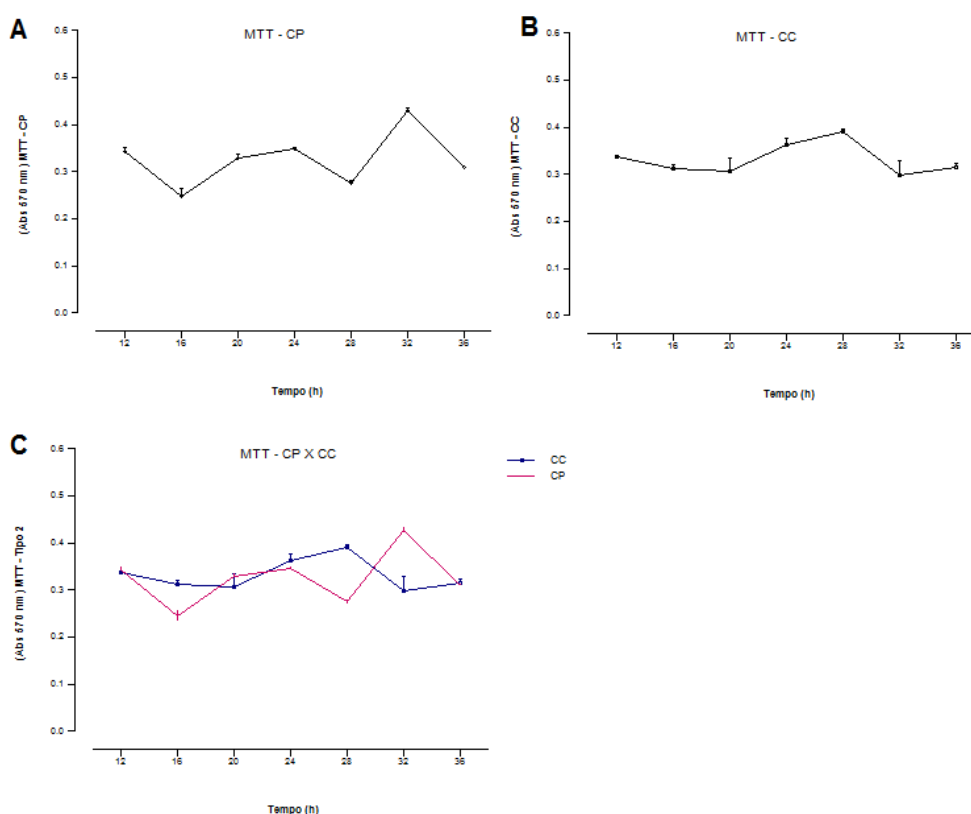 A
MTT - CP
(Abs 570 nm ) MTT - CP
0.6
0.5
0.4
0.3
0.2
0.1
0.0
12 16 20 24 28 32 36
Tempo (h)
B
MTT - CC
(Abs 570 nm ) MTT - CC
0.6
0.5
0.4
0.3
0.2
0.1
0.0
12 16 20 24 28 32 36
Tempo (h)
C
MTT - CP X CC
(Abs 570 nm ) MTT - Tipo 2
0.6
0.5
0.4
0.3
0.2
0.1
0.0
12 16 20 24 28 32 36
Tempo (h)
CC
CP